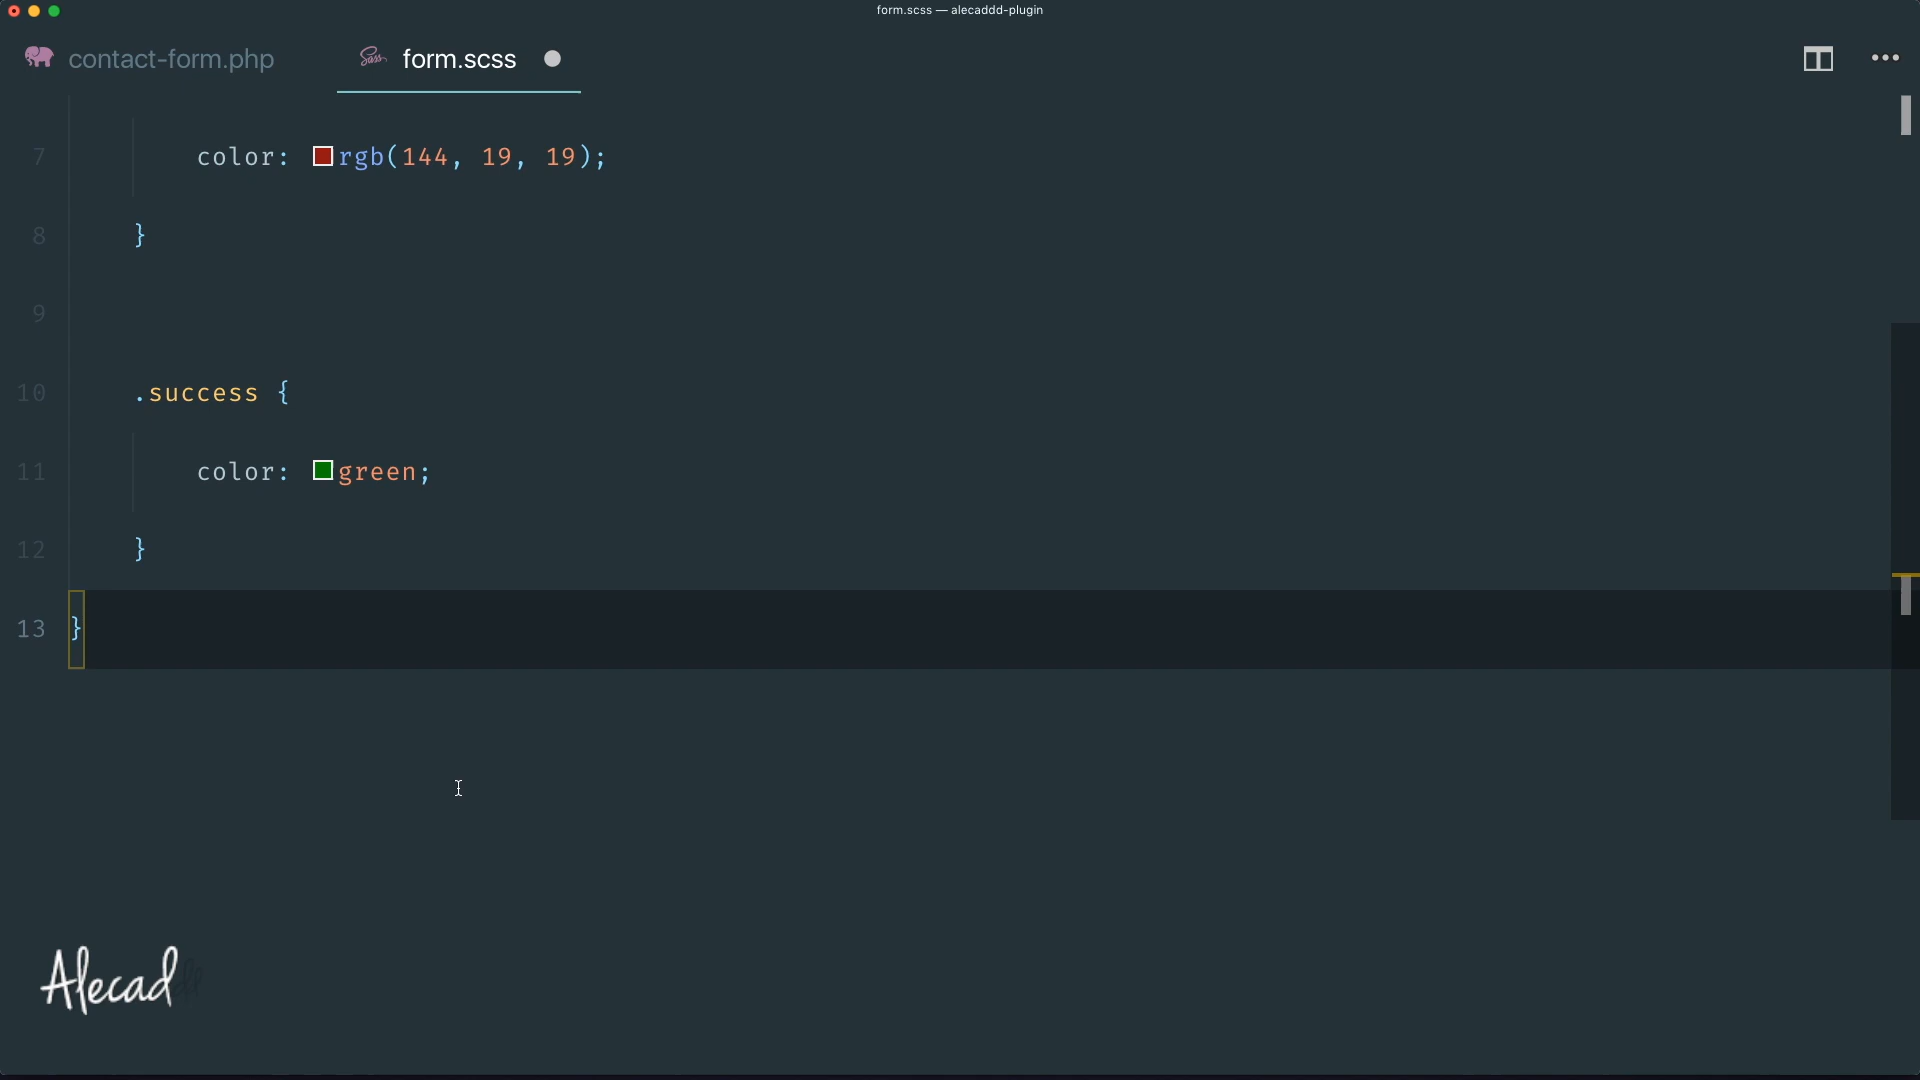 form.scss — alecaddd-plugin
contact-form.php
Sass form.scss
7 color: rgb(144, 19, 19);
8 }
9
10 .success {
11 color: green;
12 }
13 }
Alecad